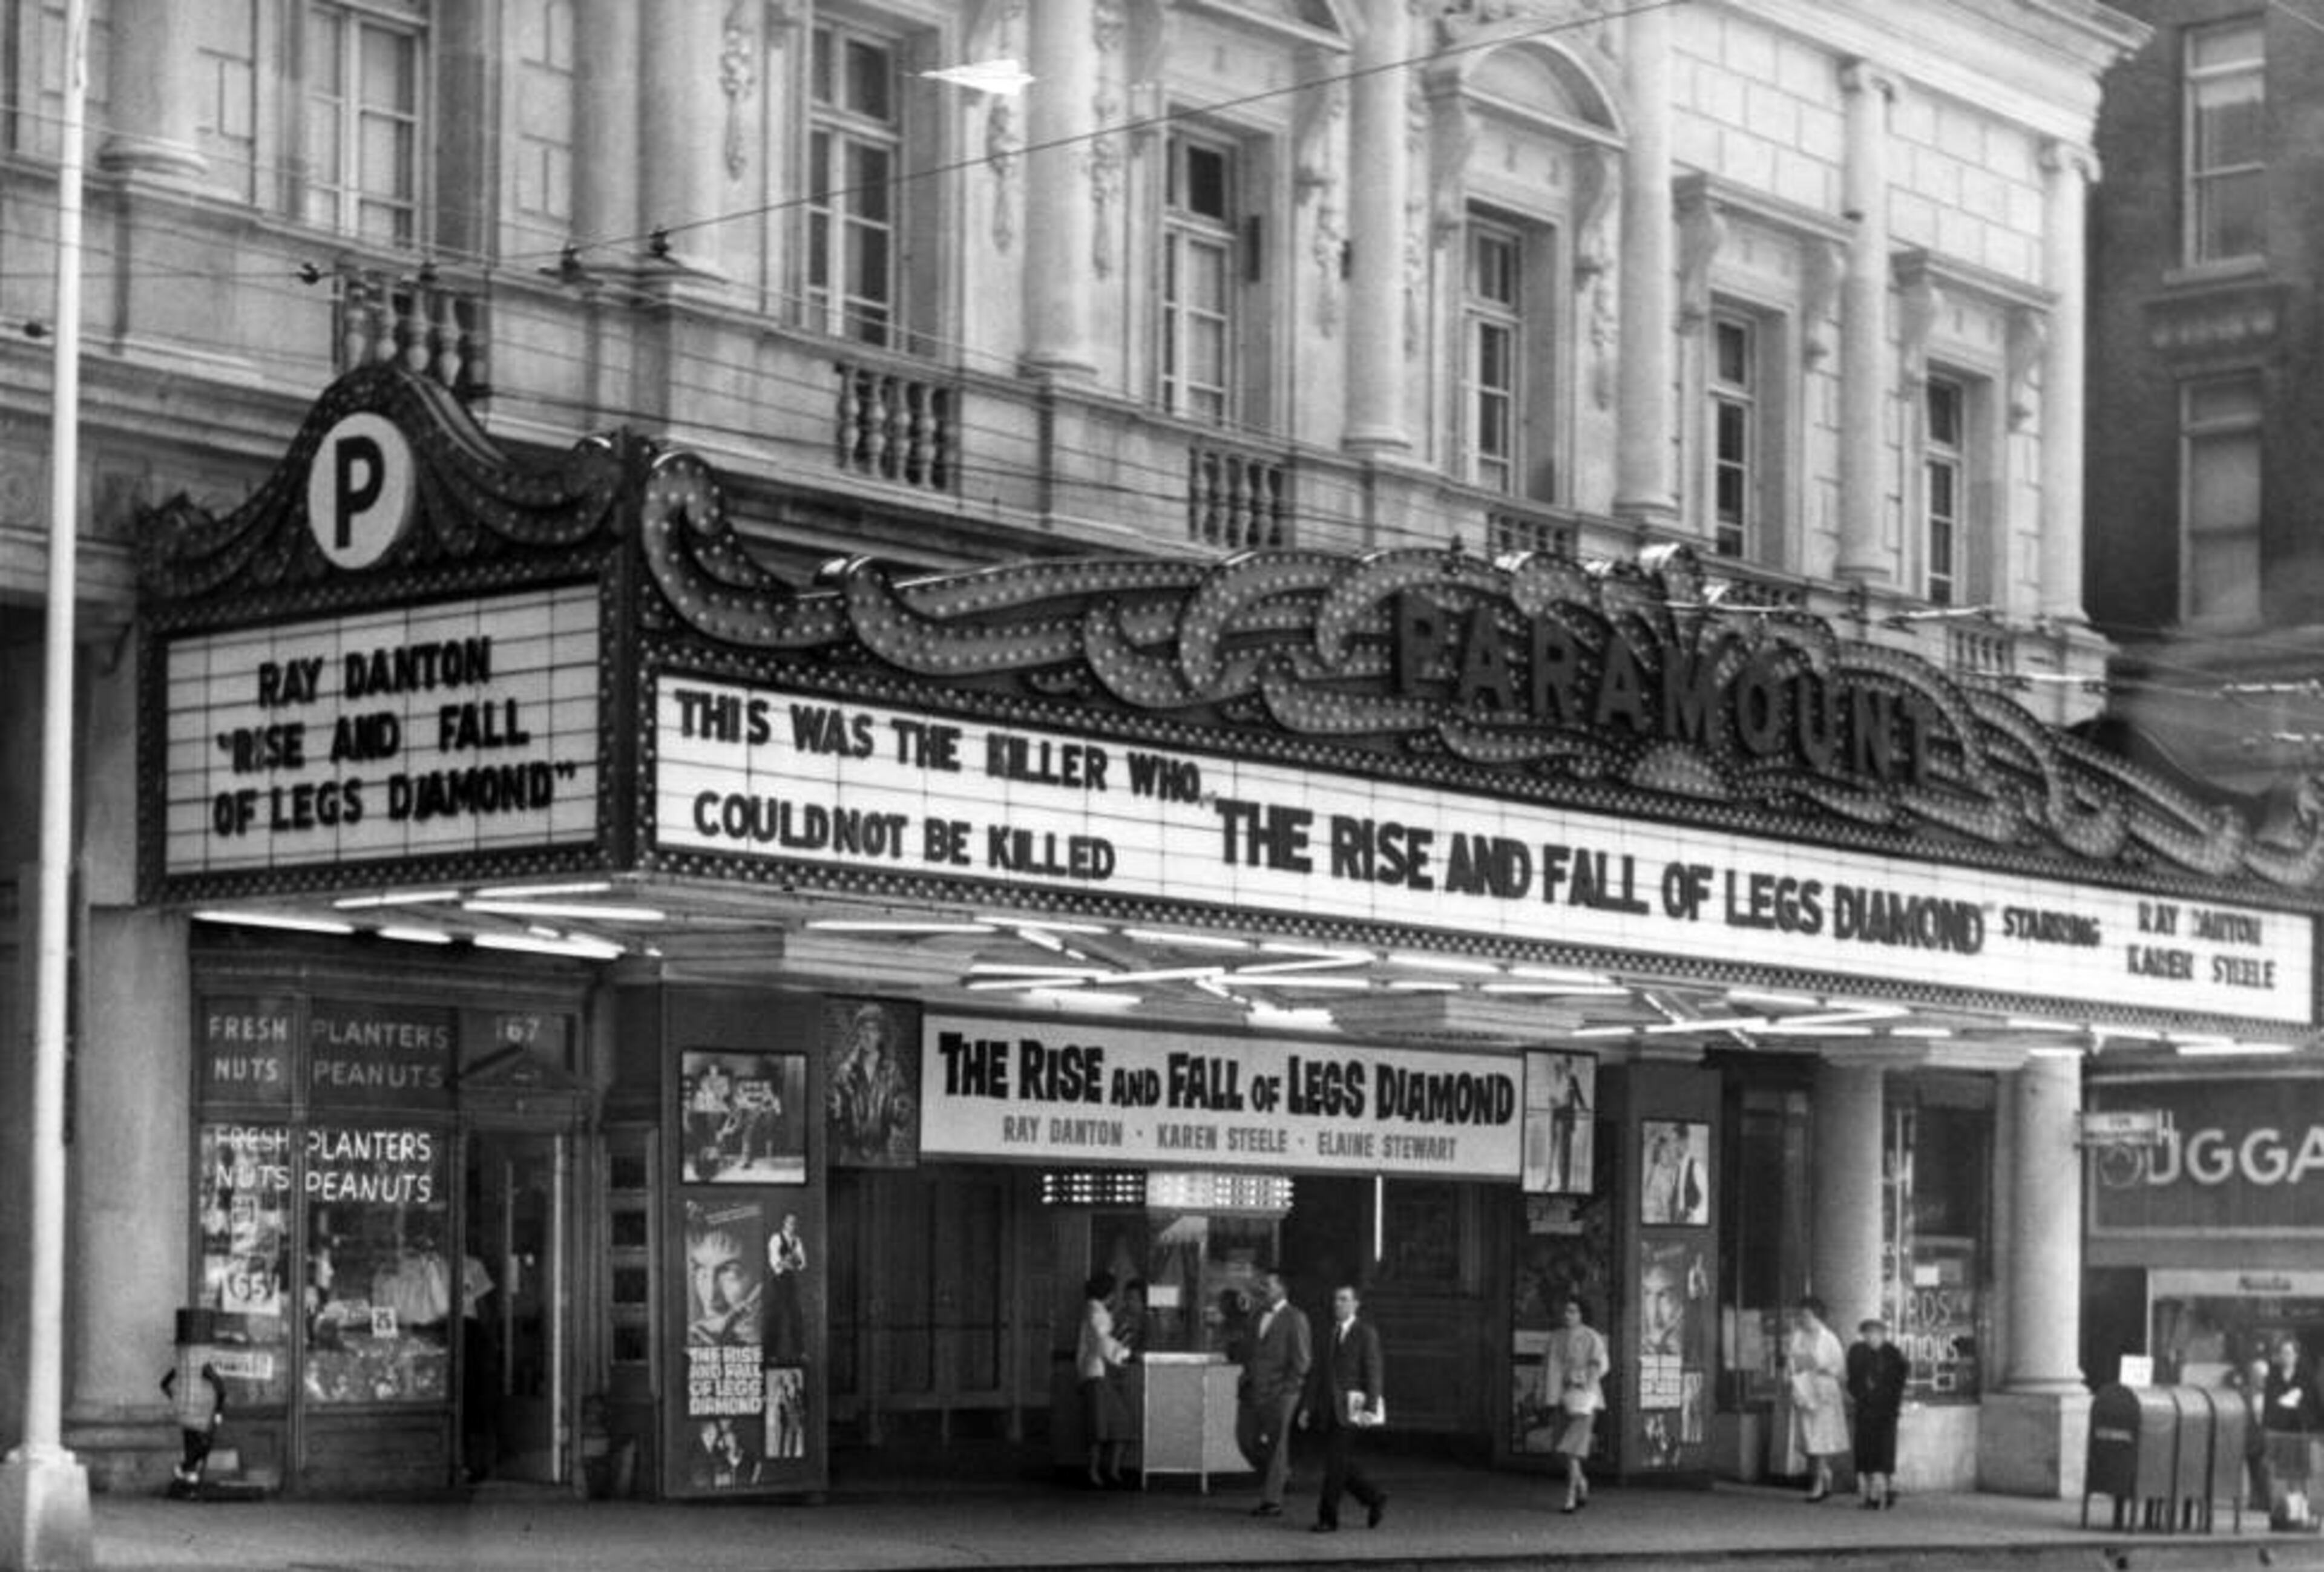 P
PARAMOUNT
RAY DANTON
"RISE AND FALL
OF LEGS DIAMOND"
THIS WAS THE KILLER WHO..
COULD NOT BE KILLED
"THE RISE AND FALL OF LEGS DIAMOND" STARRING
RAY DANTON
KAREN STEELE
FRESH
NUTS
PLANTERS
PEANUTS
167
FRESH
NUTS
PLANTERS
PEANUTS
THE RISE AND FALL OF LEGS DIAMOND
RAY DANTON · KAREN STEELE · ELAINE STEWART
THE RISE
AND FALL
OF LEGS
DIAMOND
UGGA